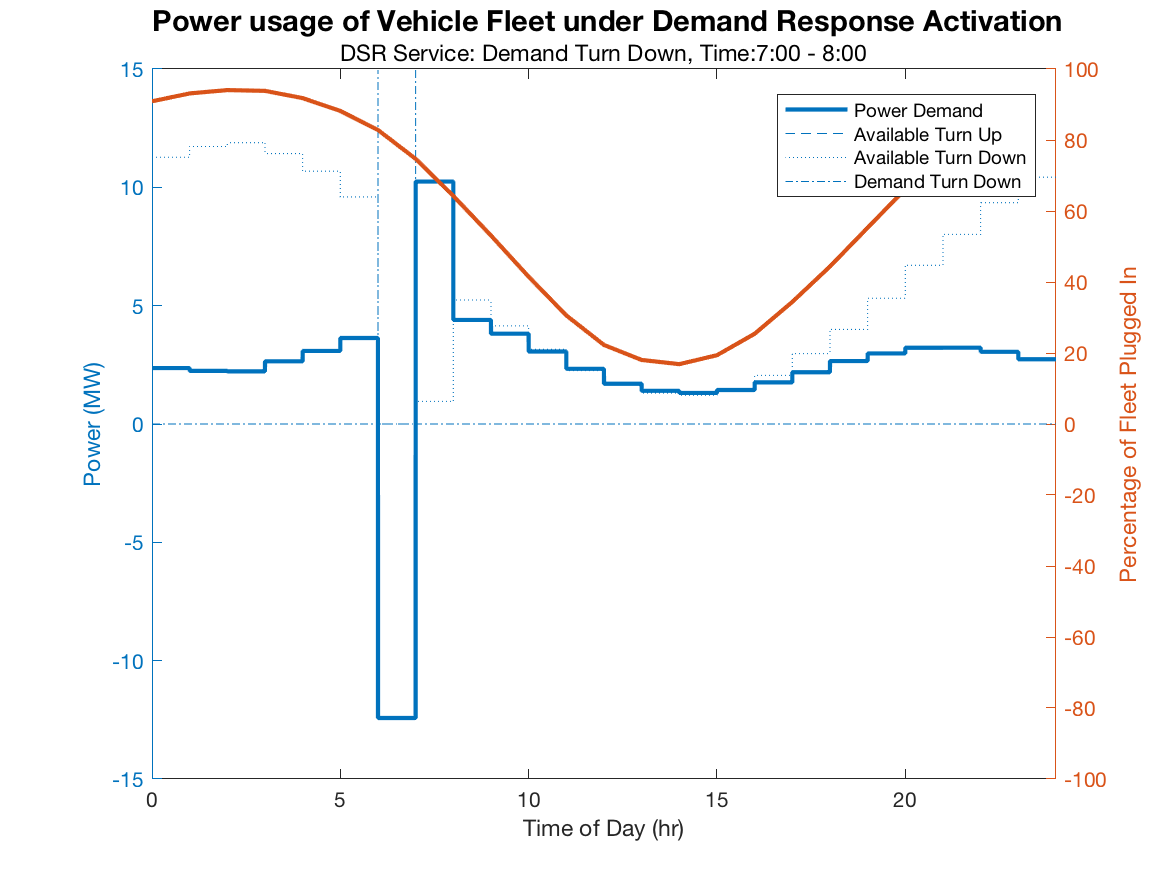 Power usage of Vehicle Fleet under Demand Response Activation
DSR Service: Demand Turn Down, Time:7:00 - 8:00
15
10
5
0
-5
-10
-15
Power (MW)
100
80
60
40
20
0
-20
-40
-60
-80
-100
Percentage of Fleet Plugged In
Power Demand
Available Turn Up
Available Turn Down
Demand Turn Down
0
5
10
15
20
Time of Day (hr)